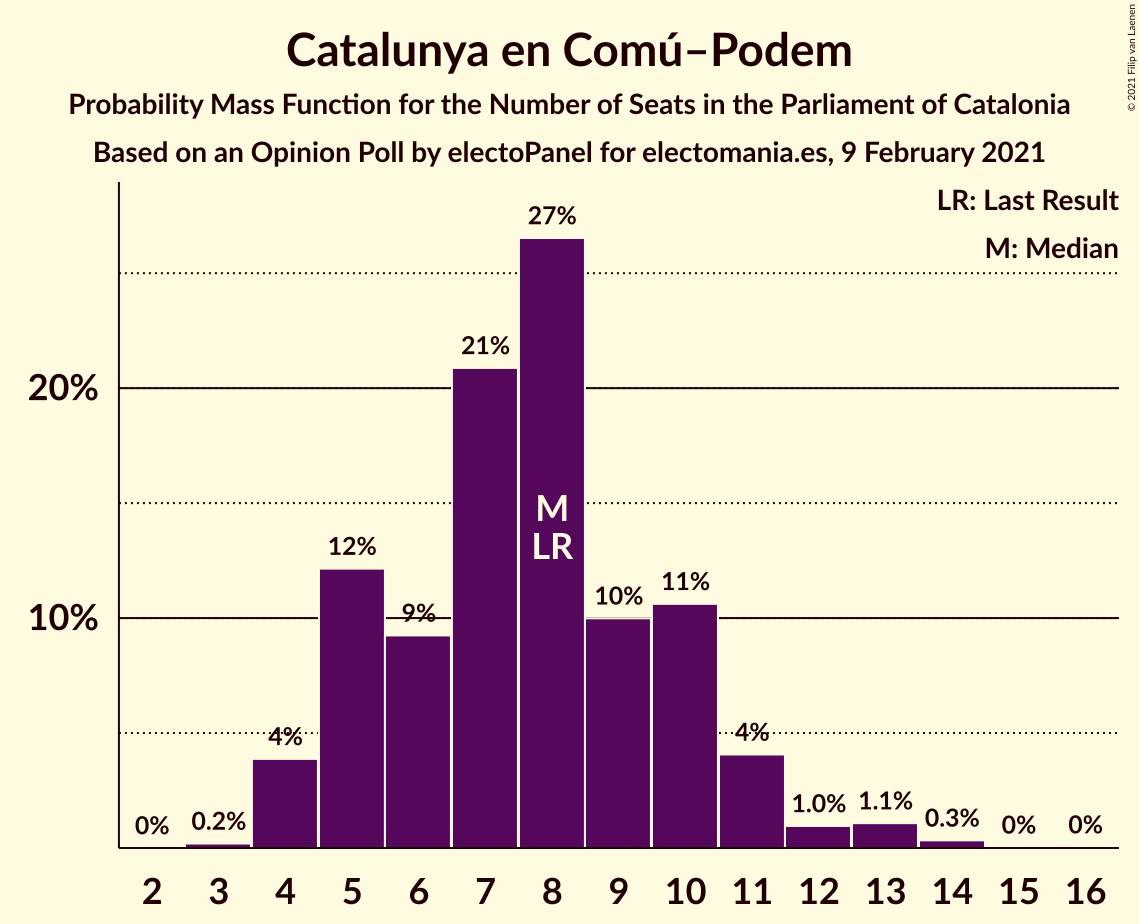 Catalunya en Comú–Podem
Probability Mass Function for the Number of Seats in the Parliament of Catalonia
Based on an Opinion Poll by electoPanel for electomania.es, 9 February 2021
© 2021 Filip van Laenen
LR: Last Result
M: Median
27%
21%
20%
M
LR
12%
11%
10%
9%
10%
4%
4%
0%
0.2%
1.0%
1.1%
0.3%
0%
0%
2 3 4 5 6 7 8 9 10 11 12 13 14 15 16